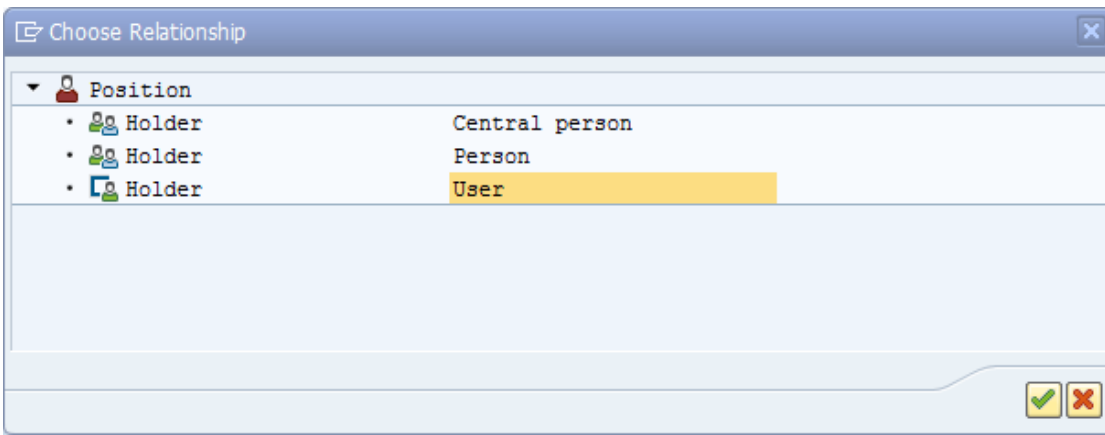 Choose Relationship
Position
Holder Central person
Holder Person
Holder User